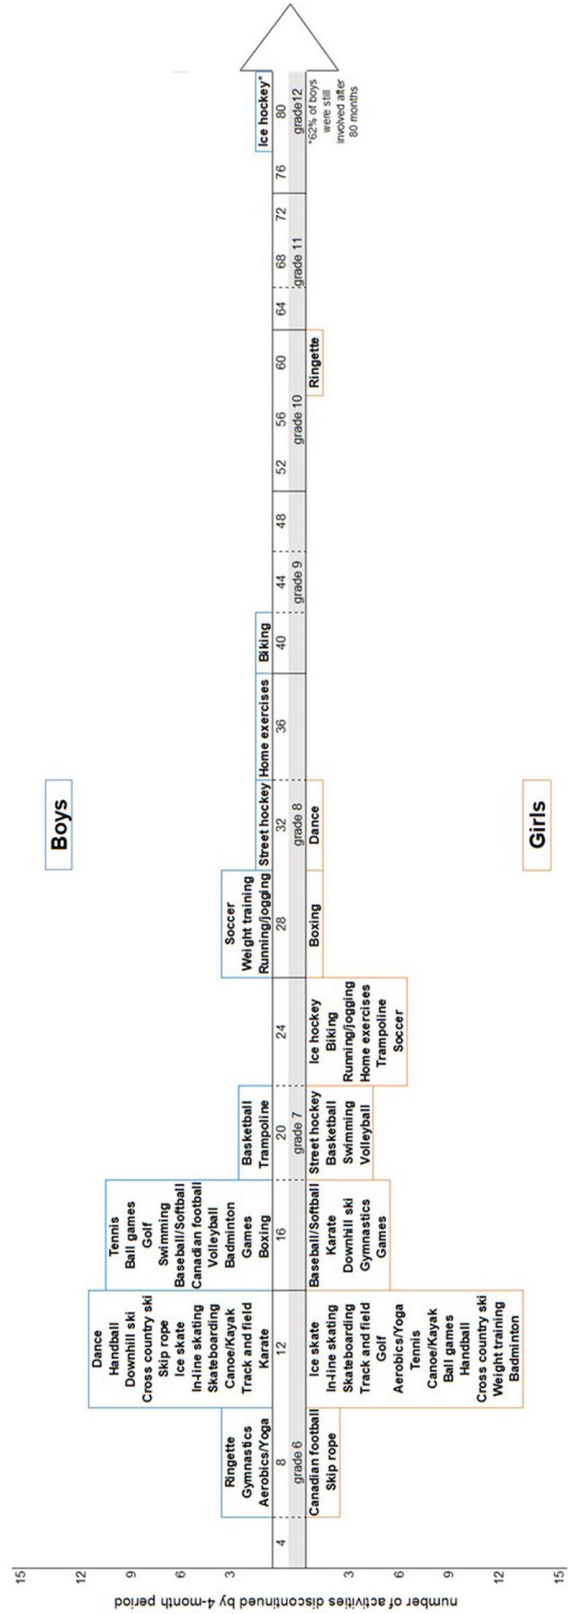 number of activities discontinued by 4-month period
15
12
9
6
3
3
6
9
12
15
Boys
Girls
4
8
12
16
20
24
28
32
36
40
44
48
52
56
60
64
68
72
76
80
grade 6
grade 7
grade 8
grade 9
grade 10
grade 11
grade12
Ringette
Gymnastics
Aerobics/Yoga
Dance
Handball
Downhill ski
Cross country ski
Skip rope
Ice skate
In-line skating
Skateboarding
Canoe/Kayak
Track and field
Karate
Tennis
Ball games
Golf
Swimming
Baseball/Softball
Canadian football
Volleyball
Badminton
Games
Boxing
Basketball
Trampoline
Soccer
Weight training
Running/jogging
Street hockey
Home exercises
Biking
Ice hockey*
Canadian football
Skip rope
Ice skate
In-line skating
Skateboarding
Track and field
Golf
Aerobics/Yoga
Tennis
Canoe/Kayak
Ball games
Handball
Cross country ski
Weight training
Badminton
Baseball/Softball
Karate
Downhill ski
Gymnastics
Games
Street hockey
Basketball
Swimming
Volleyball
Ice hockey
Biking
Running/jogging
Home exercises
Trampoline
Soccer
Boxing
Dance
Ringette
*62% of boys
were still
involved after
80 months